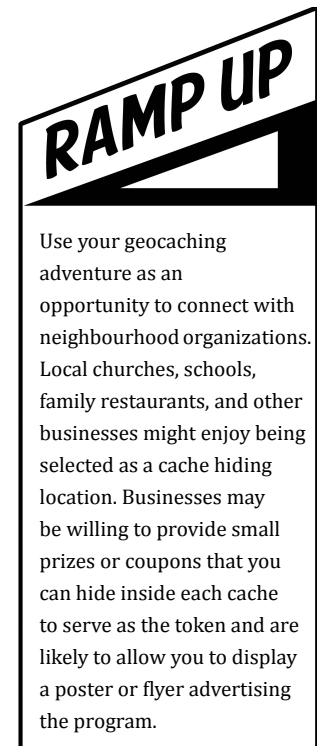 RAMP UP
Use your geocaching
adventure as an
opportunity to connect with
neighbourhood organizations.
Local churches, schools,
family restaurants, and other
businesses might enjoy being
selected as a cache hiding
location. Businesses may
be willing to provide small
prizes or coupons that you
can hide inside each cache
to serve as the token and are
likely to allow you to display
a poster or flyer advertising
the program.